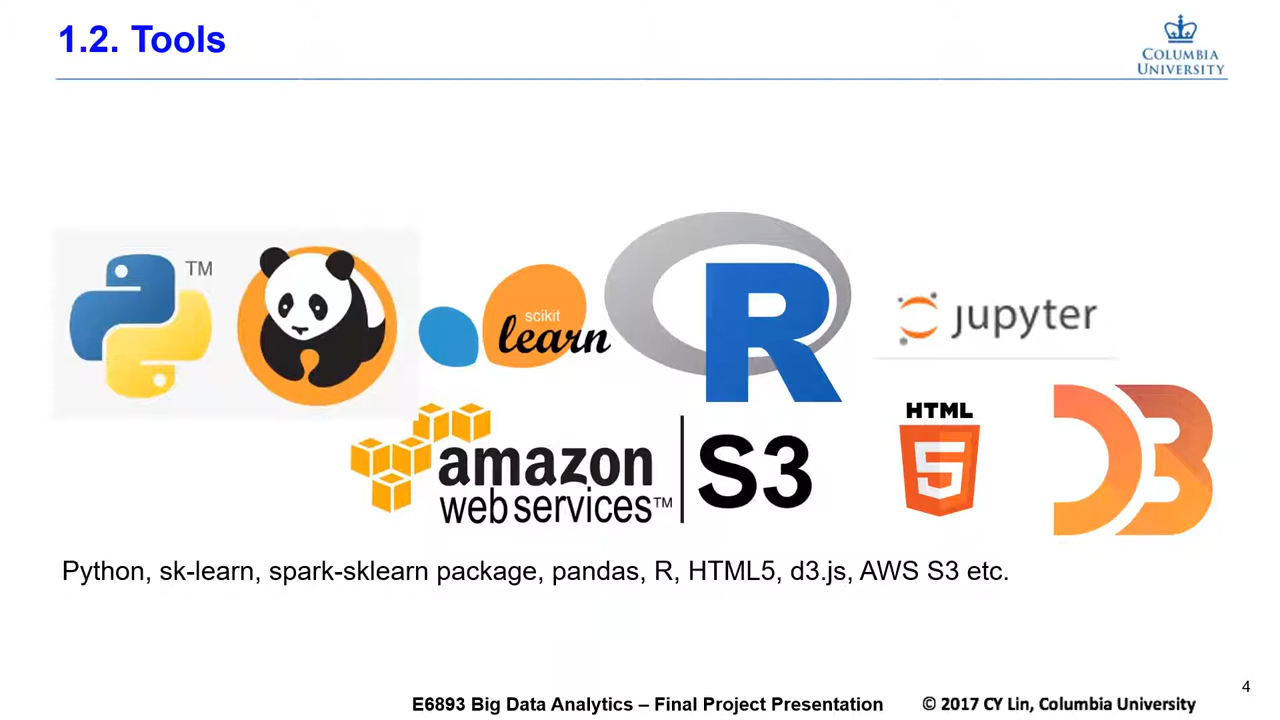 1.2. Tools
COLUMBIA
UNIVERSITY
TM
scikit
learn
R
jupyter
HTML
5
D3
amazon
web services™
S3
Python, sk-learn, spark-sklearn package, pandas, R, HTML5, d3.js, AWS S3 etc.
4
E6893 Big Data Analytics – Final Project Presentation
© 2017 CY Lin, Columbia University